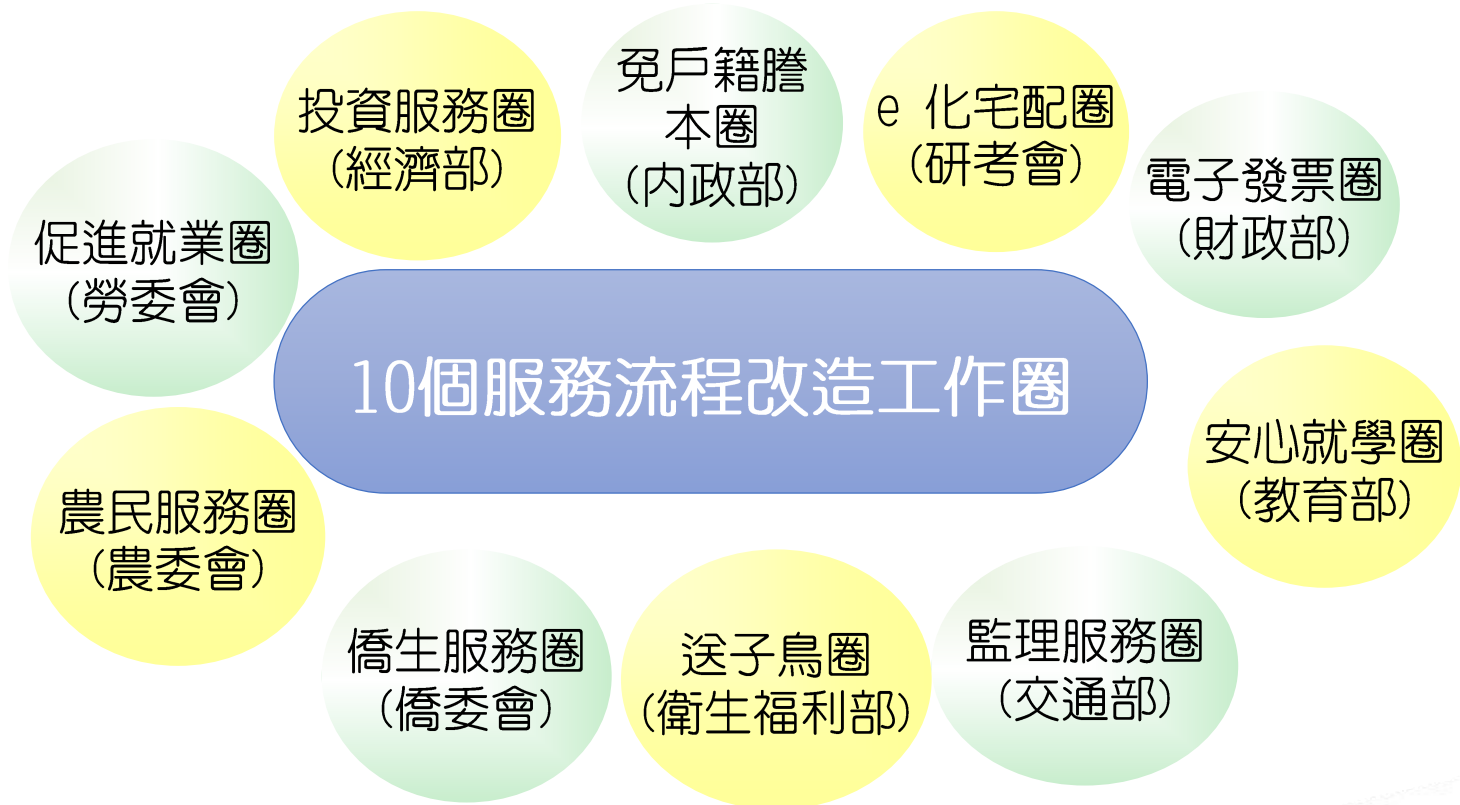 免戶籍謄
本圈
(內政部)
投資服務圈
(經濟部)
e 化宅配圈
(研考會)
電子發票圈
(財政部)
促進就業圈
(勞委會)
10個服務流程改造工作圈
安心就學圈
(教育部)
農民服務圈
(農委會)
僑生服務圈
(僑委會)
送子鳥圈
(衛生福利部)
監理服務圈
(交通部)